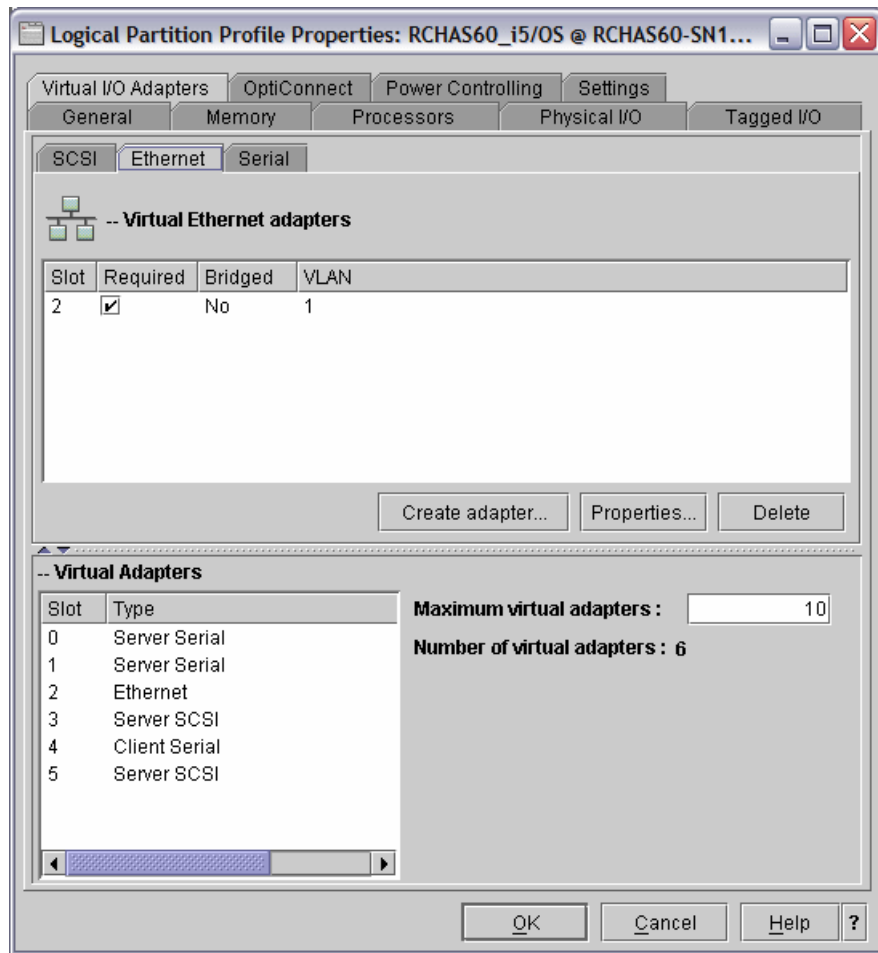 Logical Partition Profile Properties: RCHAS60_i5/OS @ RCHAS60-SN1...
Virtual I/O Adapters OptiConnect Power Controlling Settings
General Memory Processors Physical I/O Tagged I/O
SCSI Ethernet Serial
-- Virtual Ethernet adapters
Slot Required Bridged VLAN
2 No 1
Create adapter... Properties... Delete
-- Virtual Adapters
Slot Type
0 Server Serial
1 Server Serial
2 Ethernet
3 Server SCSI
4 Client Serial
5 Server SCSI
Maximum virtual adapters : 10
Number of virtual adapters : 6
OK Cancel Help ?